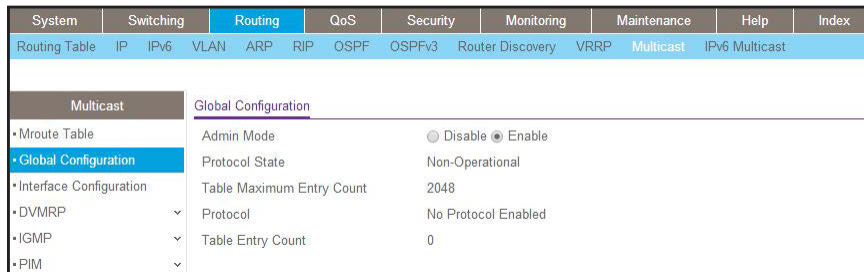 System Switching Routing QoS Security Monitoring Maintenance Help Index
Routing Table IP IPv6 VLAN ARP RIP OSPF OSPFv3 Router Discovery VRRP Multicast IPv6 Multicast
Multicast
Mroute Table
Global Configuration
Interface Configuration
DVMRP
IGMP
PIM
Global Configuration
Admin Mode Disable Enable
Protocol State Non-Operational
Table Maximum Entry Count 2048
Protocol No Protocol Enabled
Table Entry Count 0